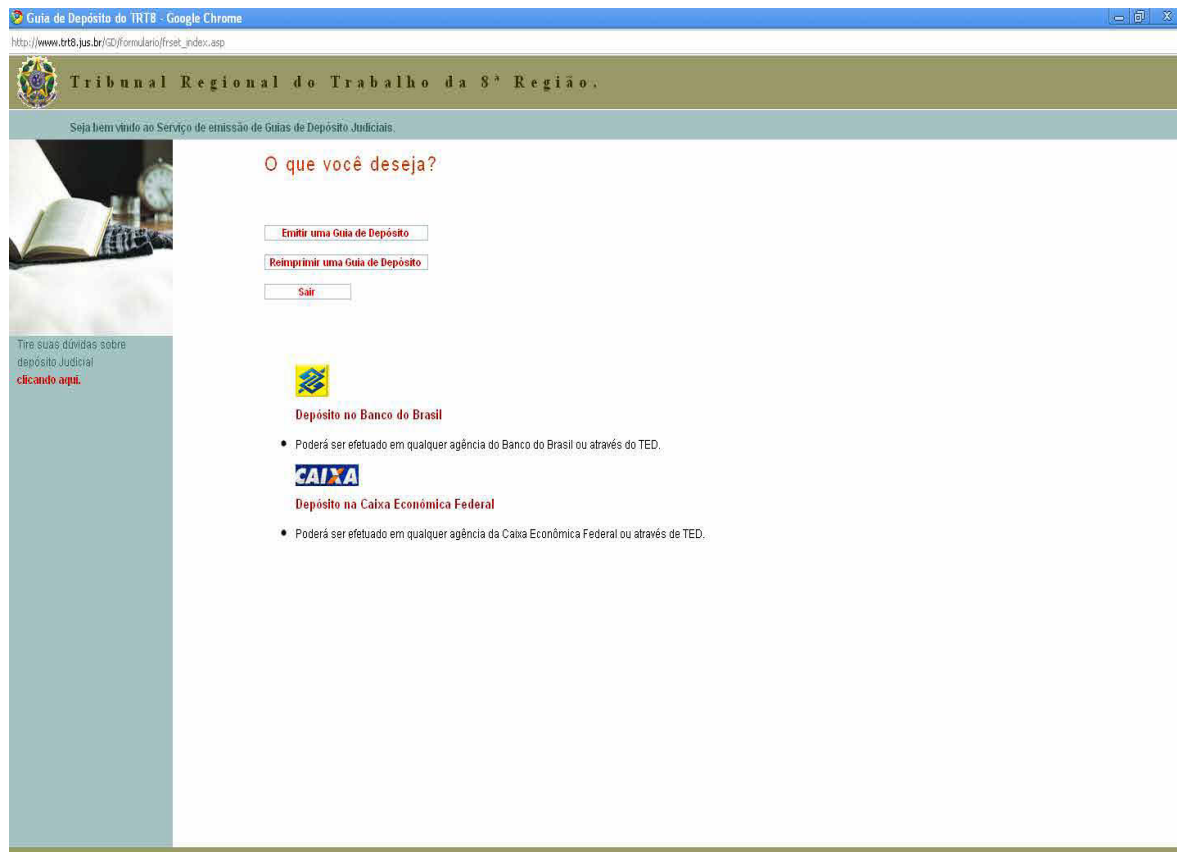 Guia de Depósito do TRT8 - Google Chrome
http://www.trt8.jus.br/GD/formulario/frset_index.asp
Tribunal Regional do Trabalho da 8ª Região.
Seja bem vindo ao Serviço de emissão de Guias de Depósito Judiciais.
O que você deseja?
Emitir uma Guia de Depósito
Reimprimir uma Guia de Depósito
Sair
Tire suas dúvidas sobre
depósito Judicial
clicando aqui.
Depósito no Banco do Brasil
Poderá ser efetuado em qualquer agência do Banco do Brasil ou através do TED.
CAIXA
Depósito na Caixa Econômica Federal
Poderá ser efetuado em qualquer agência da Caixa Econômica Federal ou através de TED.